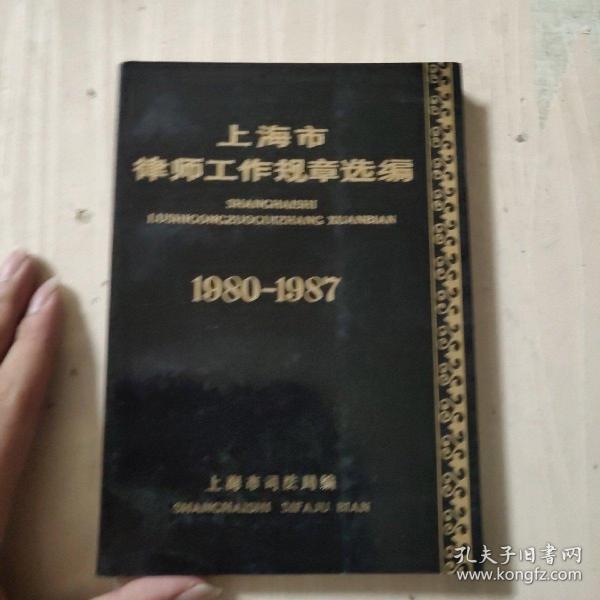 上海市
律师工作规章选编
SHANGHAISHI
LUSHIGONGZUOGUIZHANG XUANBIAN
1980-1987
上海市司法局编
SHANGHAISHI SIFAJU BIAN
孔夫子旧書网
www.kongfz.com